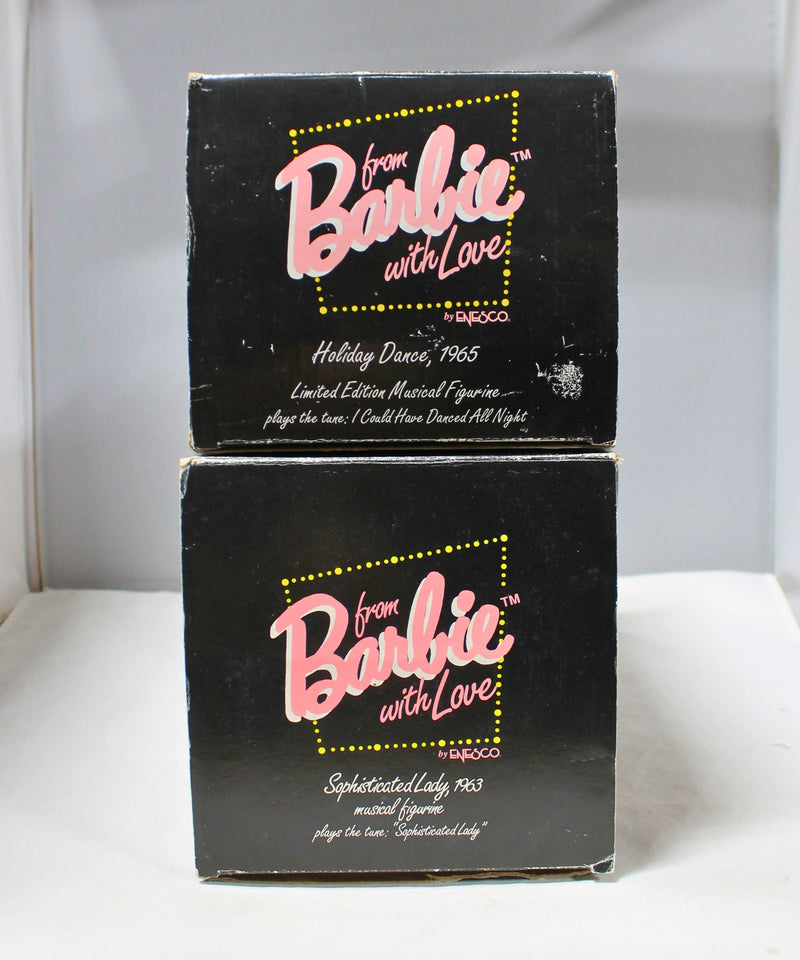 from
Barbie™
with Love
by ENESCO
Holiday Dance, 1965
Limited Edition Musical Figurine
plays the tune: I Could Have Danced All Night
from
Barbie™
with Love
by ENESCO
Sophisticated Lady, 1963
musical figurine
plays the tune: "Sophisticated Lady"